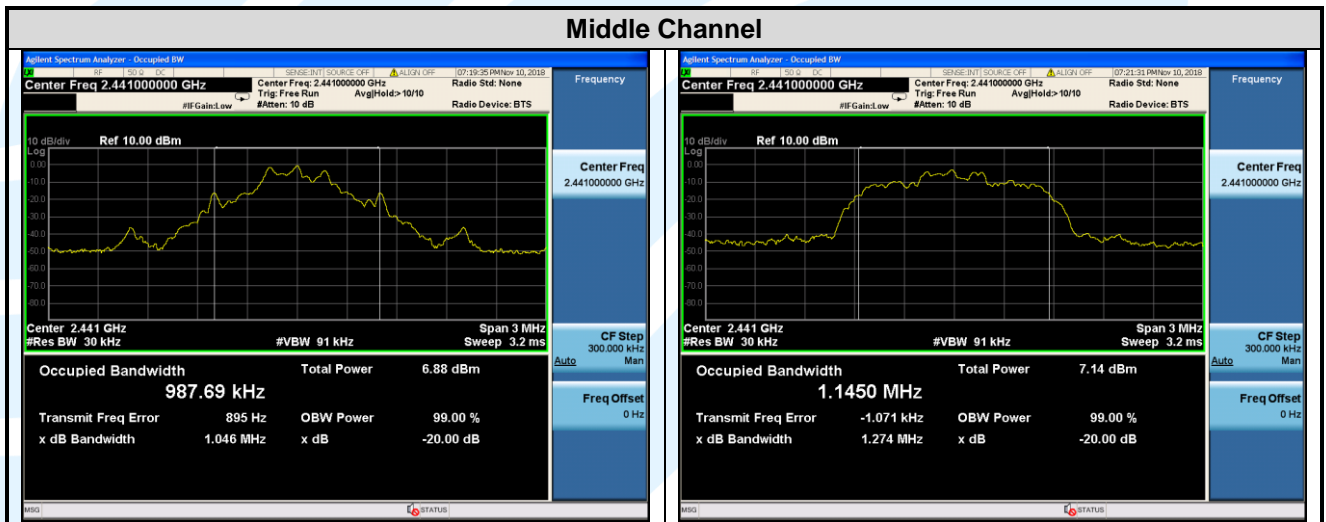 Middle Channel
Agilent Spectrum Analyzer - Occupied BW
RF 50 Ω DC SENSE:INT SOURCE OFF ALIGN OFF 07:19:35 PM Nov 10, 2018
Center Freq 2.441000000 GHz
Center Freq: 2.441000000 GHz
Radio Std: None
Trig: Free Run Avg|Hold:> 10/10
#IFGain:Low #Atten: 10 dB Radio Device: BTS
10 dB/div Ref 10.00 dBm
Log
0.00
-10.0
-20.0
-30.0
-40.0
-50.0
-60.0
-70.0
-80.0
Center 2.441 GHz Span 3 MHz
#Res BW 30 kHz #VBW 91 kHz Sweep 3.2 ms
Occupied Bandwidth Total Power 6.88 dBm
987.69 kHz
Transmit Freq Error 895 Hz OBW Power 99.00 %
x dB Bandwidth 1.046 MHz x dB -20.00 dB
MSG STATUS
Frequency
Center Freq
2.441000000 GHz
CF Step
300.000 kHz
Auto Man
Freq Offset
0 Hz
Agilent Spectrum Analyzer - Occupied BW
RF 50 Ω DC SENSE:INT SOURCE OFF ALIGN OFF 07:21:31 PM Nov 10, 2018
Center Freq 2.441000000 GHz
Center Freq: 2.441000000 GHz
Radio Std: None
Trig: Free Run Avg|Hold:> 10/10
#IFGain:Low #Atten: 10 dB Radio Device: BTS
10 dB/div Ref 10.00 dBm
Log
0.00
-10.0
-20.0
-30.0
-40.0
-50.0
-60.0
-70.0
-80.0
Center 2.441 GHz Span 3 MHz
#Res BW 30 kHz #VBW 91 kHz Sweep 3.2 ms
Occupied Bandwidth Total Power 7.14 dBm
1.1450 MHz
Transmit Freq Error -1.071 kHz OBW Power 99.00 %
x dB Bandwidth 1.274 MHz x dB -20.00 dB
MSG STATUS
Frequency
Center Freq
2.441000000 GHz
CF Step
300.000 kHz
Auto Man
Freq Offset
0 Hz